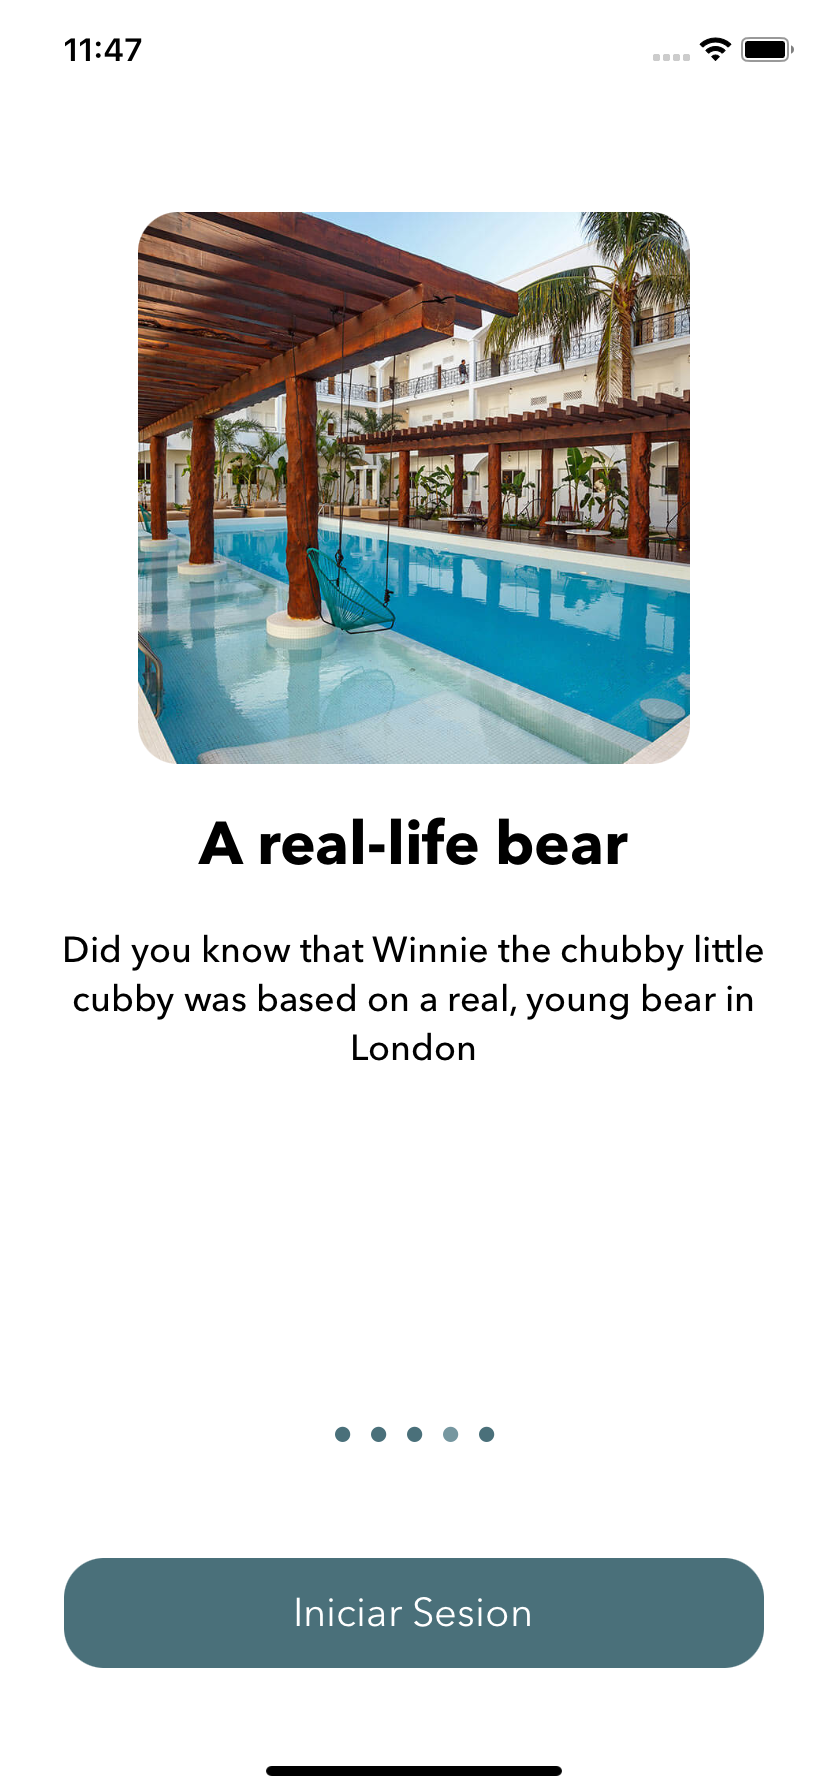 11:47
A real-life bear
Did you know that Winnie the chubby little
cubby was based on a real, young bear in
London
Iniciar Sesion